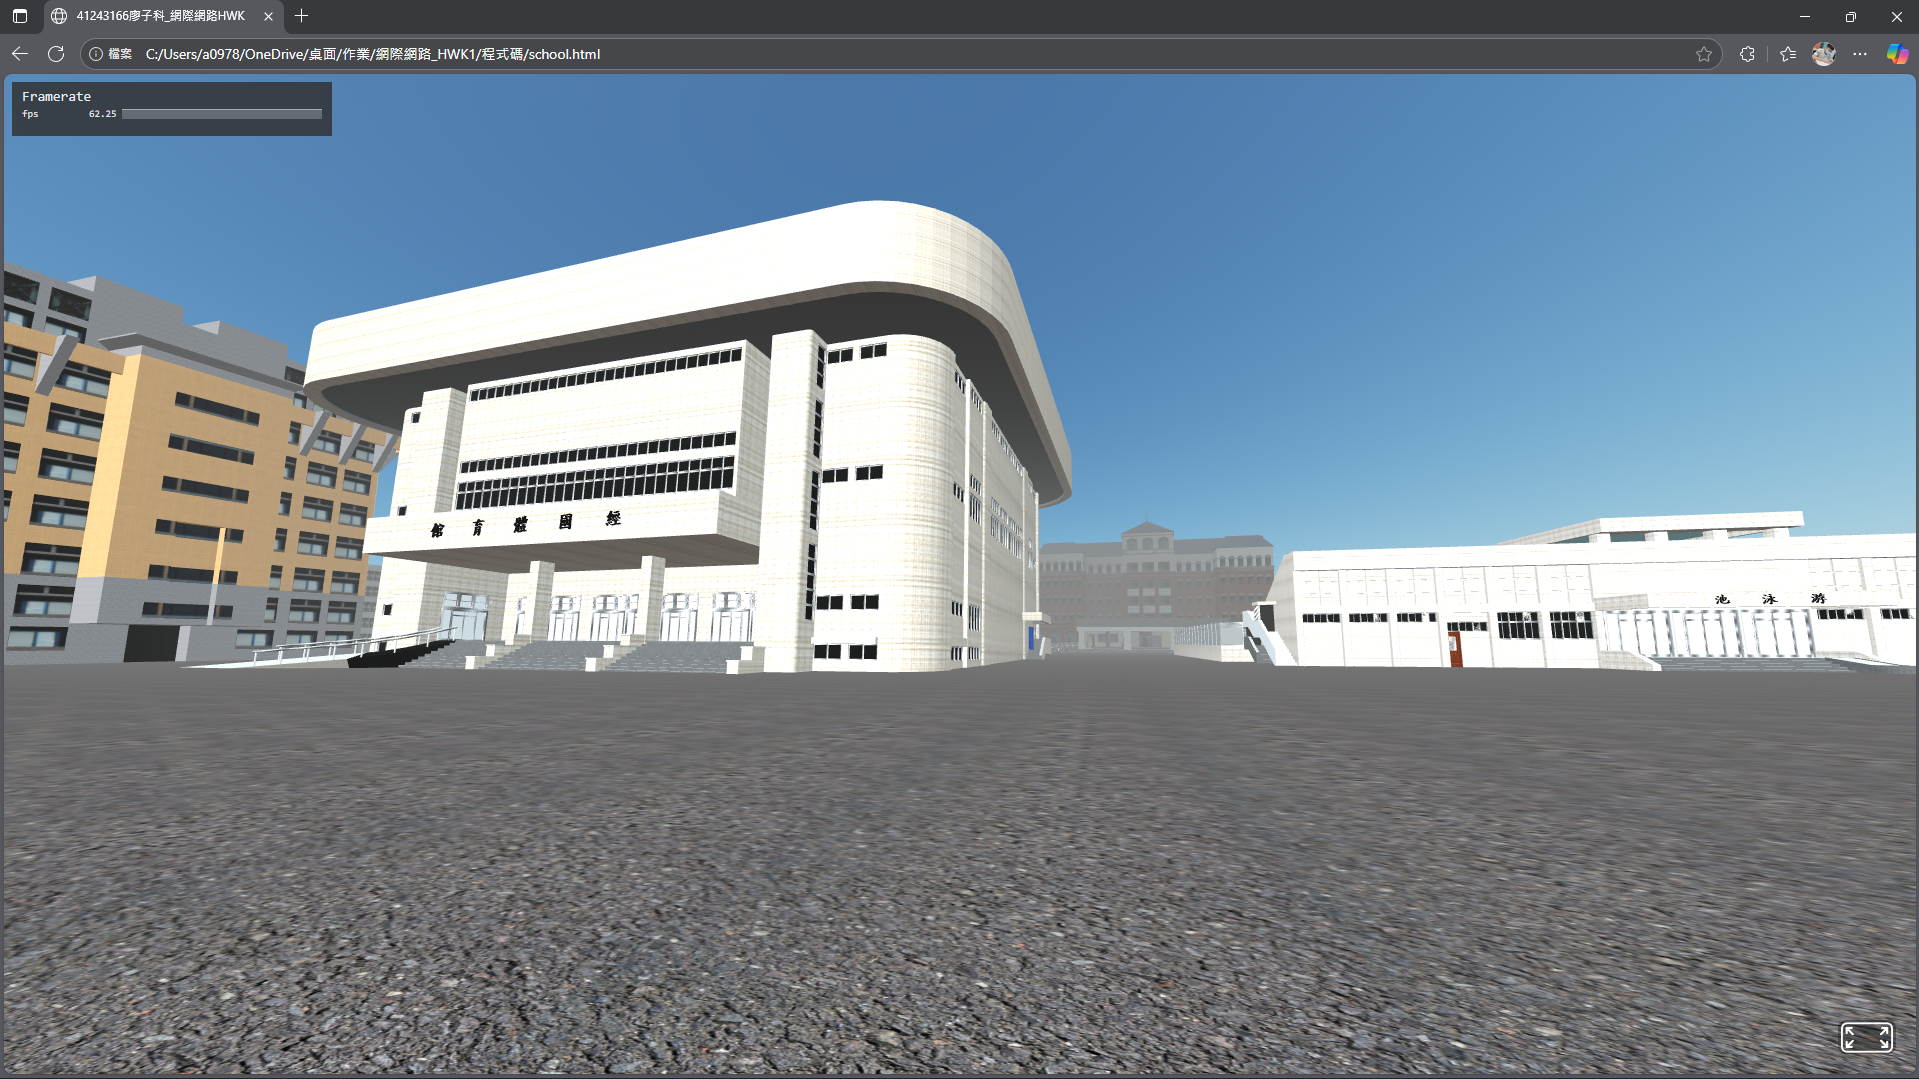 41243166廖子科_網際網路HWK
檔案 C:/Users/a0978/OneDrive/桌面/作業/網際網路_HWK1/程式碼/school.html
Framerate
fps 62.25
館育體國經
池泳游